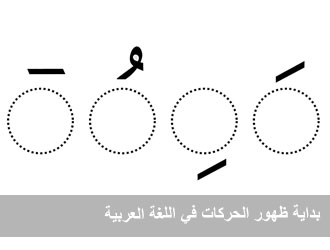 ◌َ ◌ِ ◌ُ ◌ـٓ
بداية ظهور الحركات في اللغة العربية